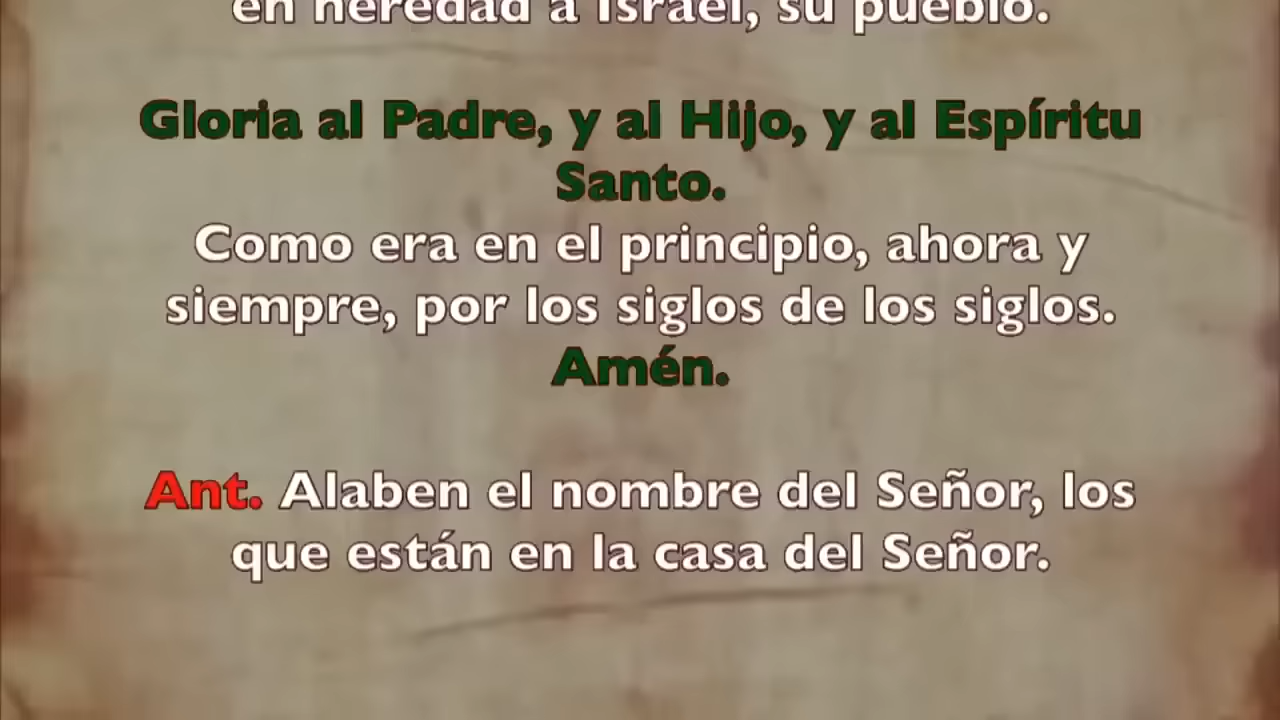 en heredad a Israel, su pueblo.
Gloria al Padre, y al Hijo, y al Espíritu
Santo.
Como era en el principio, ahora y
siempre, por los siglos de los siglos.
Amén.
Ant. Alaben el nombre del Señor, los
que están en la casa del Señor.